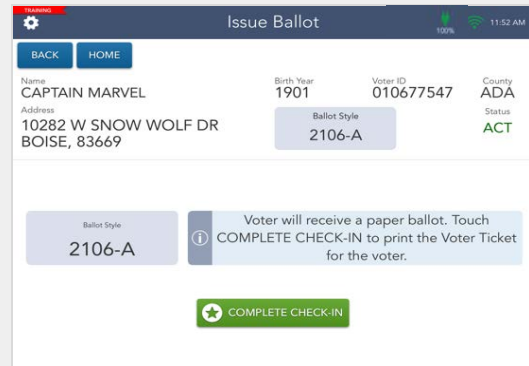 TRAINING
Issue Ballot
100%
11:52 AM
BACK
HOME
Name
CAPTAIN MARVEL
Birth Year
1901
Voter ID
010677547
County
ADA
Address
10282 W SNOW WOLF DR
BOISE, 83669
Ballot Style
2106-A
Status
ACT
Ballot Style
2106-A
Voter will receive a paper ballot. Touch
COMPLETE CHECK-IN to print the Voter Ticket
for the voter.
COMPLETE CHECK-IN